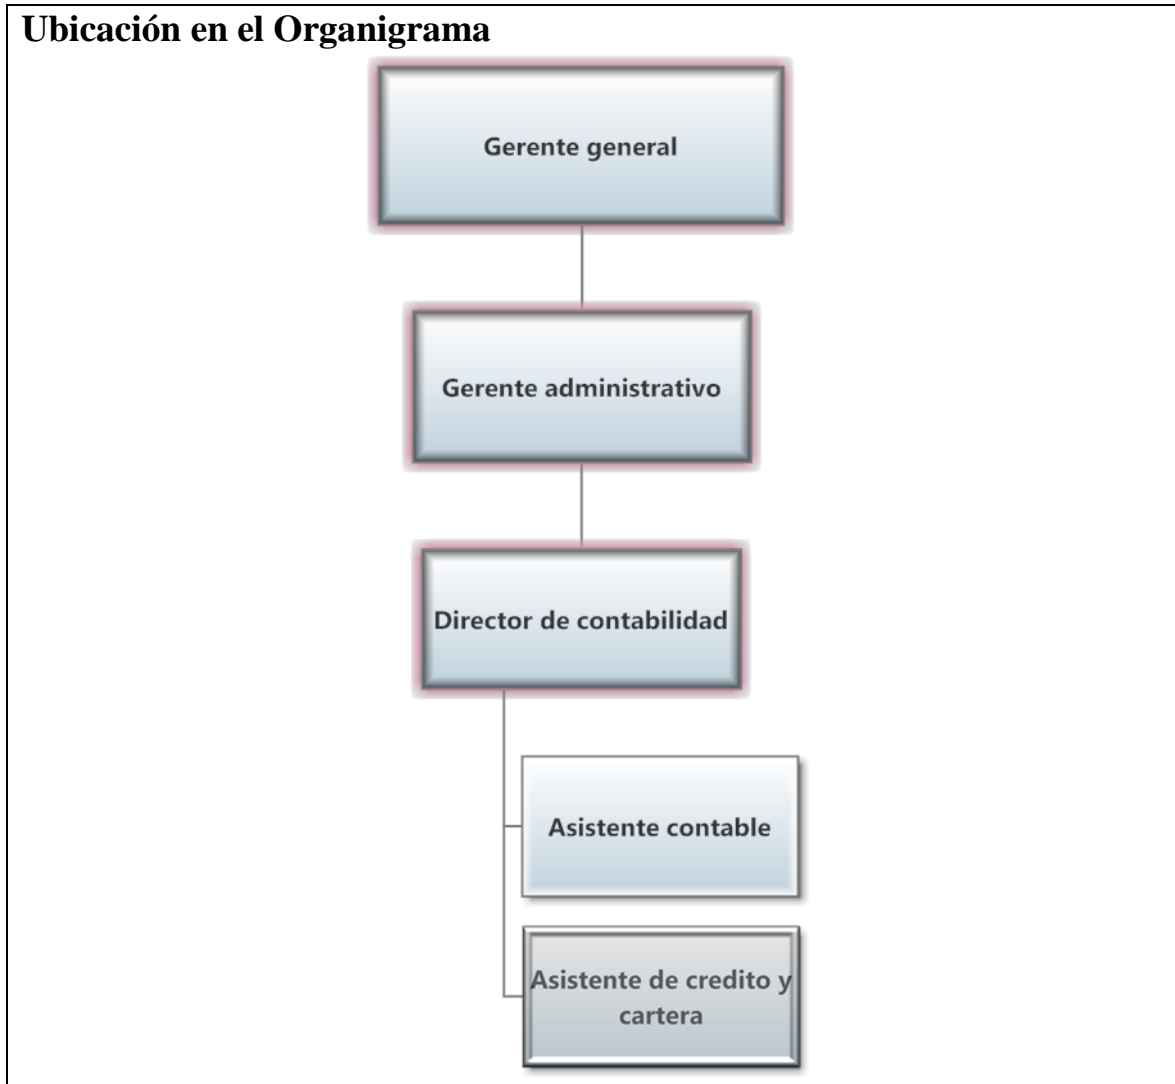 Ubicación en el Organigrama
Gerente general
Gerente administrativo
Director de contabilidad
Asistente contable
Asistente de credito y
cartera